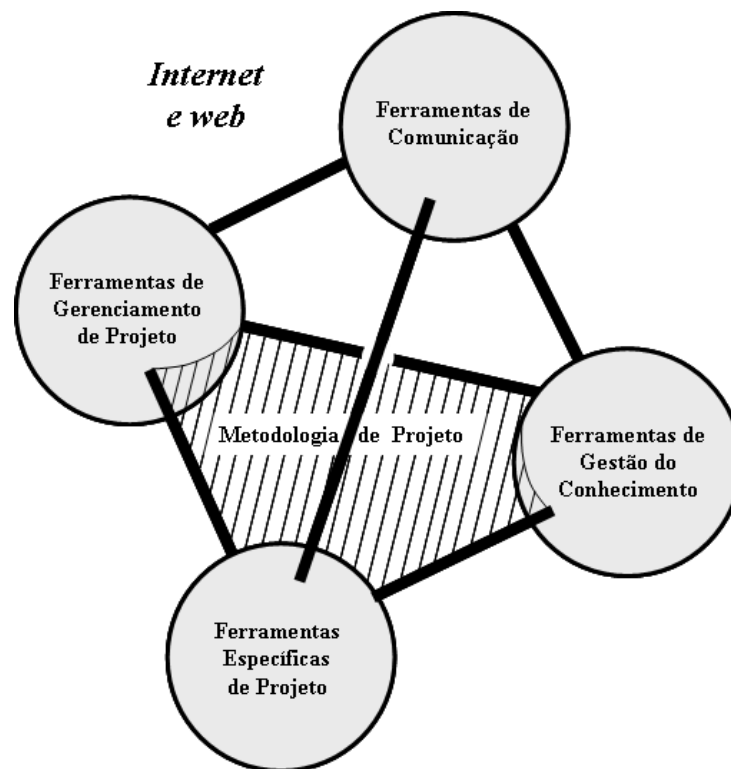 Internet
e web
Ferramentas de
Comunicação
Ferramentas de
Gerenciamento
de Projeto
Metodologia de Projeto
Ferramentas de
Gestão do
Conhecimento
Ferramentas
Específicas
de Projeto